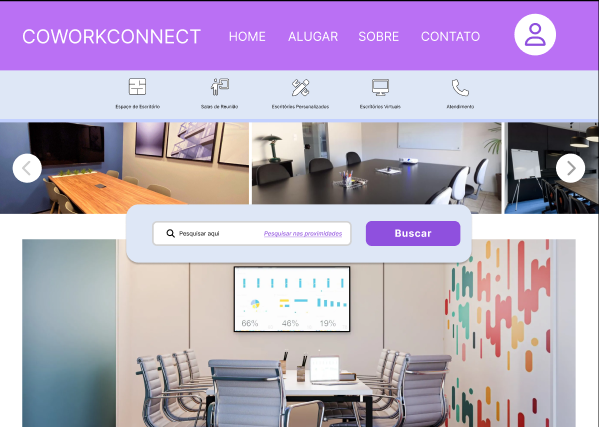 COWORKCONNECT HOME ALUGAR SOBRE CONTATO
Espaço de Escritório Salas de Reunião Escritórios Personalizados Escritórios Virtuais Atendimento
Pesquisar aqui Pesquisar nas proximidades Buscar
66% 46% 19%